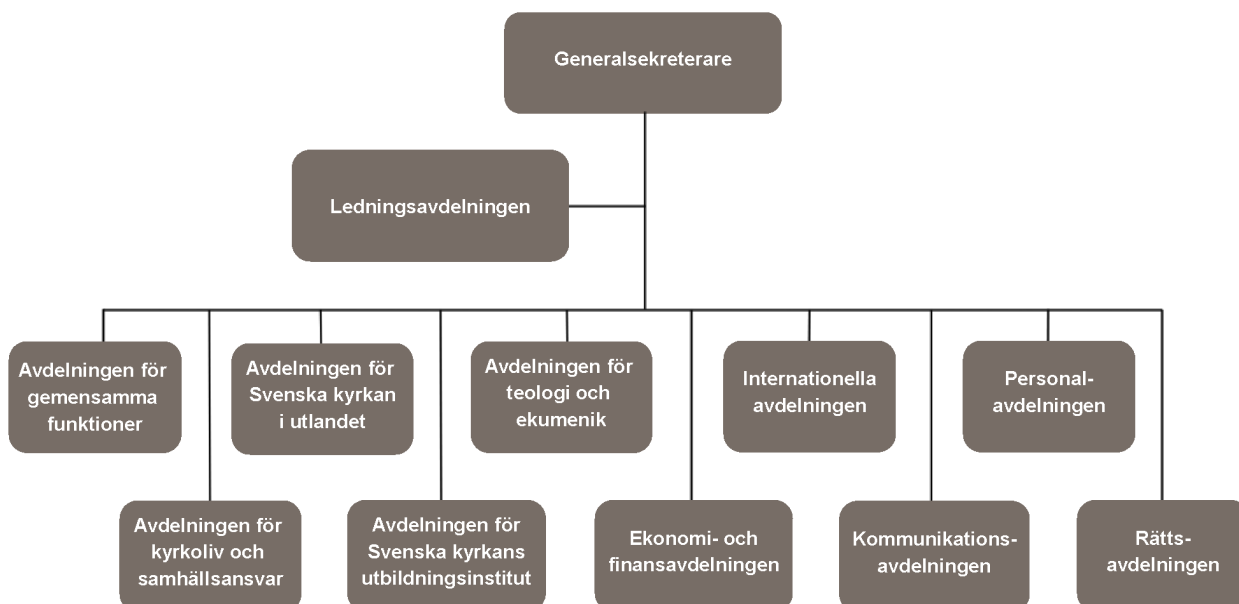 Generalsekreterare
Ledningsavdelningen
Avdelningen för
gemensamma
funktioner
Avdelningen för
Svenska kyrkan
i utlandet
Avdelningen för
teologi och
ekumenik
Internationella
avdelningen
Personal-
avdelningen
Avdelningen för
kyrkoliv och
samhällsansvar
Avdelningen för
Svenska kyrkans
utbildningsinstitut
Ekonomi- och
finansavdelningen
Kommunikations-
avdelningen
Rätts-
avdelningen